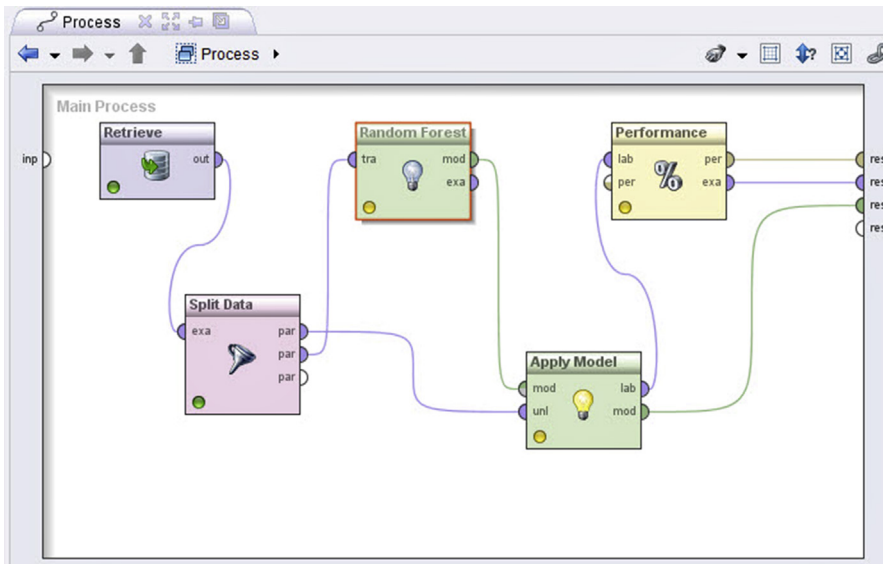 Process
Process
Main Process
inp
Retrieve
out
Random Forest
tra
mod
exa
Performance
lab
per
per
exa
res
res
res
res
Split Data
exa
par
par
par
Apply Model
mod
lab
unl
mod